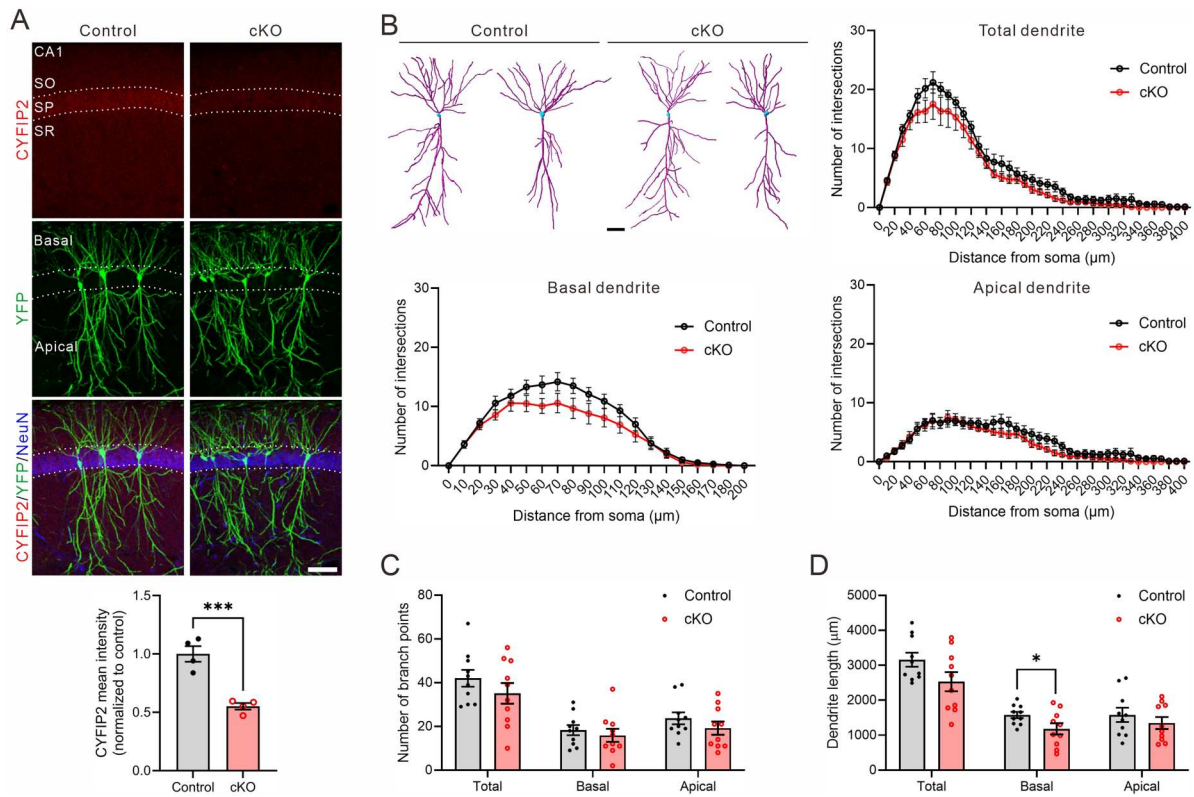 A
Control
cKO
CYFIP2
CA1
SO
SP
SR
YFP
Basal
Apical
CYFIP2/YFP/NeuN
CYFIP2 mean intensity
(normalized to control)
1.5
1.0
0.5
0.0
***
Control
cKO
B
Control
cKO
Total dendrite
Number of intersections
30
20
10
0
Control
cKO
0 20 40 60 80 100 120 140 160 180 200 220 240 260 280 300 320 340 360 380 400
Distance from soma (µm)
Basal dendrite
Number of intersections
30
20
10
0
Control
cKO
0 10 20 30 40 50 60 70 80 90 100 110 120 130 140 150 160 170 180 200
Distance from soma (µm)
Apical dendrite
Number of intersections
30
20
10
0
Control
cKO
0 20 40 60 80 100 120 140 160 180 200 220 240 260 280 300 320 340 360 380 400
Distance from soma (µm)
C
Number of branch points
80
60
40
20
0
Control
cKO
Total
Basal
Apical
D
Dendrite length (µm)
5000
4000
3000
2000
1000
0
*
Control
cKO
Total
Basal
Apical